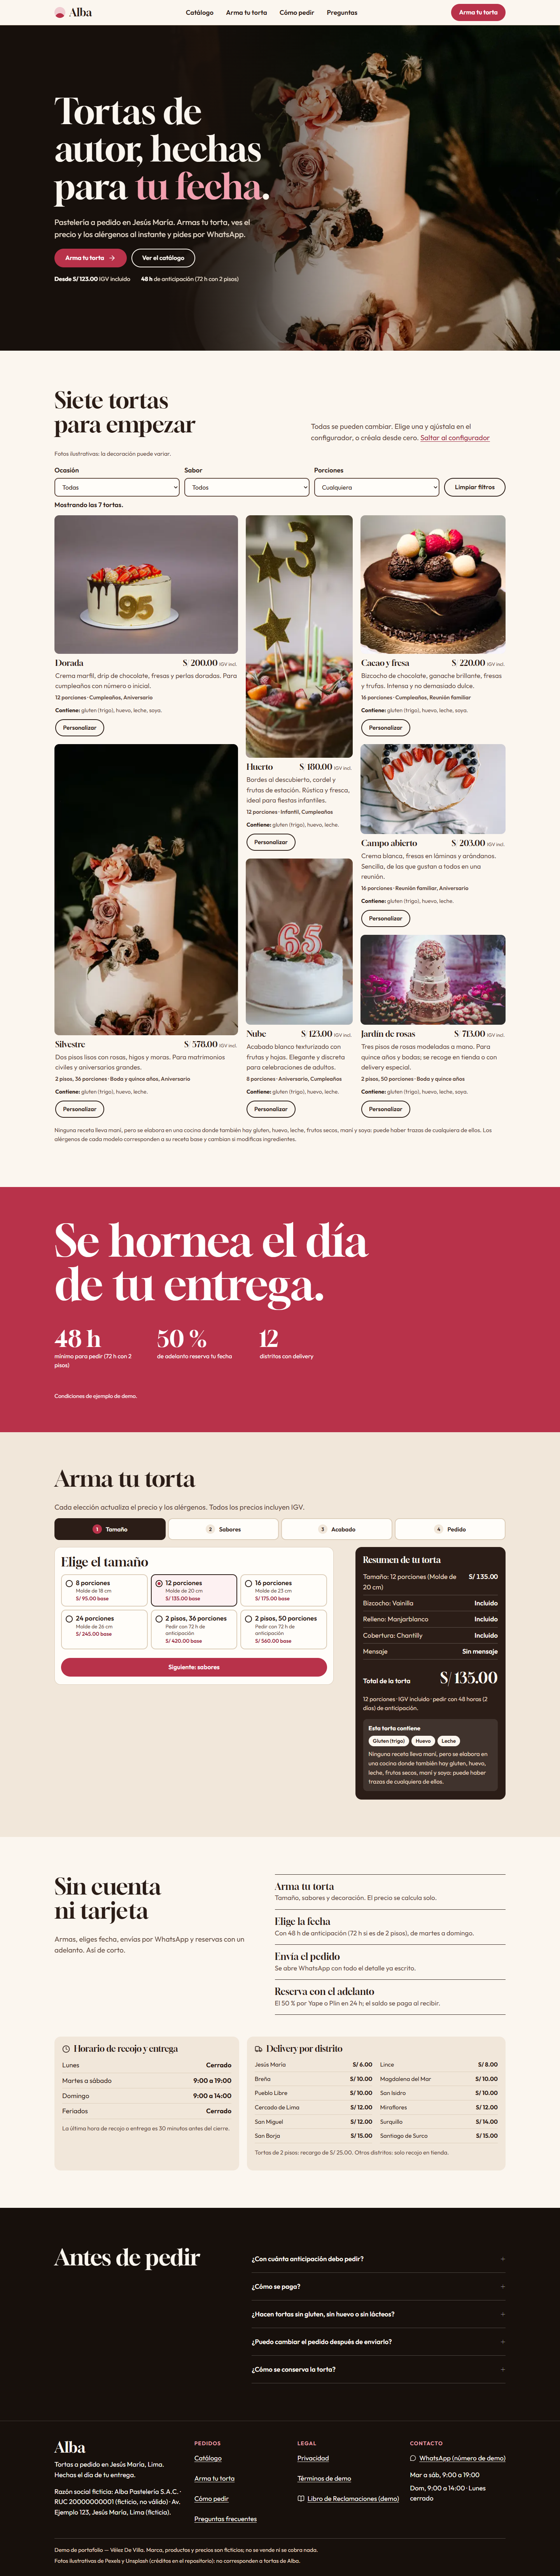 Alba
Catálogo
Arma tu torta
Cómo pedir
Preguntas
Arma tu torta
Tortas de
autor, hechas
para tu fecha.
Pastelería a pedido en Jesús María. Armas tu torta, ves el
precio y los alérgenos al instante y pides por WhatsApp.
Arma tu torta →
Ver el catálogo
Desde S/ 123.00 IGV incluido
48 h de anticipación (72 h con 2 pisos)
Siete tortas
para empezar
Todas se pueden cambiar. Elige una y ajústala en el
configurador, o créala desde cero. Saltar al configurador
Fotos ilustrativas: la decoración puede variar.
Ocasión
Sabor
Porciones
Todas
Todos
Cualquiera
Limpiar filtros
Mostrando las 7 tortas.
95
Dorada
S/ 200.00 IGV incl.
Crema marfil, drip de chocolate, fresas y perlas doradas. Para
cumpleaños con número o inicial.
12 porciones · Cumpleaños, Aniversario
Contiene: gluten (trigo), huevo, leche, soya.
Personalizar
3
Huerto
S/ 180.00 IGV incl.
Bordes al descubierto, cordel y
frutas de estación. Rústica y fresca,
ideal para fiestas infantiles.
12 porciones · Infantil, Cumpleaños
Contiene: gluten (trigo), huevo, leche.
Personalizar
Cacao y fresa
S/ 220.00 IGV incl.
Bizcocho de chocolate, ganache brillante, fresas
y trufas. Intensa y no demasiado dulce.
16 porciones · Cumpleaños, Reunión familiar
Contiene: gluten (trigo), huevo, leche, soya.
Personalizar
Campo abierto
S/ 203.00 IGV incl.
Crema blanca, fresas en láminas y arándanos.
Sencilla, de las que gustan a todos en una
reunión.
16 porciones · Reunión familiar, Aniversario
Contiene: gluten (trigo), huevo, leche.
Personalizar
Silvestre
S/ 578.00 IGV incl.
Dos pisos lisos con rosas, higos y moras. Para matrimonios
civiles y aniversarios grandes.
2 pisos, 36 porciones · Boda y quince años, Aniversario
Contiene: gluten (trigo), huevo, leche.
Personalizar
65
Nube
S/ 123.00 IGV incl.
Acabado blanco texturizado con
frutas y hojas. Elegante y discreta
para celebraciones de adultos.
8 porciones · Aniversario, Cumpleaños
Contiene: gluten (trigo), huevo, leche.
Personalizar
Jardín de rosas
S/ 713.00 IGV incl.
Tres pisos de rosas modeladas a mano. Para
quince años y bodas; se recoge en tienda o con
delivery especial.
2 pisos, 50 porciones · Boda y quince años
Contiene: gluten (trigo), huevo, leche, soya.
Personalizar
Ninguna receta lleva maní, pero se elabora en una cocina donde también hay gluten, huevo, leche, frutos secos, maní y soya: puede haber trazas de cualquiera de ellos. Los
alérgenos de cada modelo corresponden a su receta base y cambian si modificas ingredientes.
Se hornea el día
de tu entrega.
48 h
mínimo para pedir (72 h con 2
pisos)
50 %
de adelanto reserva tu fecha
12
distritos con delivery
Condiciones de ejemplo de demo.
Arma tu torta
Cada elección actualiza el precio y los alérgenos. Todos los precios incluyen IGV.
1 Tamaño
2 Sabores
3 Acabado
4 Pedido
Elige el tamaño
8 porciones
Molde de 18 cm
S/ 95.00 base
12 porciones
Molde de 20 cm
S/ 135.00 base
16 porciones
Molde de 23 cm
S/ 175.00 base
24 porciones
Molde de 26 cm
S/ 245.00 base
2 pisos, 36 porciones
Pedir con 72 h de
anticipación
S/ 420.00 base
2 pisos, 50 porciones
Pedir con 72 h de
anticipación
S/ 560.00 base
Siguiente: sabores
Resumen de tu torta
Tamaño: 12 porciones (Molde de
20 cm)
S/ 135.00
Bizcocho: Vainilla
Incluido
Relleno: Manjarblanco
Incluido
Cobertura: Chantilly
Incluido
Mensaje
Sin mensaje
Total de la torta
S/ 135.00
12 porciones · IGV incluido · pedir con 48 horas (2
días) de anticipación.
Esta torta contiene
Gluten (trigo)
Huevo
Leche
Ninguna receta lleva maní, pero se elabora en
una cocina donde también hay gluten, huevo,
leche, frutos secos, maní y soya: puede haber
trazas de cualquiera de ellos.
Sin cuenta
ni tarjeta
Armas, eliges fecha, envías por WhatsApp y reservas con un
adelanto. Así de corto.
Arma tu torta
Tamaño, sabores y decoración. El precio se calcula solo.
Elige la fecha
Con 48 h de anticipación (72 h si es de 2 pisos), de martes a domingo.
Envía el pedido
Se abre WhatsApp con todo el detalle ya escrito.
Reserva con el adelanto
El 50 % por Yape o Plin en 24 h; el saldo se paga al recibir.
Horario de recojo y entrega
Lunes
Cerrado
Martes a sábado
9:00 a 19:00
Domingo
9:00 a 14:00
Feriados
Cerrado
La última hora de recojo o entrega es 30 minutos antes del cierre.
Delivery por distrito
Jesús María S/ 6.00
Lince S/ 8.00
Breña S/ 10.00
Magdalena del Mar S/ 10.00
Pueblo Libre S/ 10.00
San Isidro S/ 10.00
Cercado de Lima S/ 12.00
Miraflores S/ 12.00
San Miguel S/ 12.00
Surquillo S/ 14.00
San Borja S/ 15.00
Santiago de Surco S/ 15.00
Tortas de 2 pisos: recargo de S/ 25.00. Otros distritos: solo recojo en tienda.
Antes de pedir
¿Con cuánta anticipación debo pedir? +
¿Cómo se paga? +
¿Hacen tortas sin gluten, sin huevo o sin lácteos? +
¿Puedo cambiar el pedido después de enviarlo? +
¿Cómo se conserva la torta? +
Alba
Tortas a pedido en Jesús María, Lima.
Hechas el día de tu entrega.
Razón social ficticia: Alba Pastelería S.A.C. ·
RUC 20000000001 (ficticio, no válido) · Av.
Ejemplo 123, Jesús María, Lima (ficticia).
PEDIDOS
Catálogo
Arma tu torta
Cómo pedir
Preguntas frecuentes
LEGAL
Privacidad
Términos de demo
Libro de Reclamaciones (demo)
CONTACTO
WhatsApp (número de demo)
Mar a sáb, 9:00 a 19:00
Dom, 9:00 a 14:00 · Lunes
cerrado
Demo de portafolio — Vélez De Villa. Marca, productos y precios son ficticios; no se vende ni se cobra nada.
Fotos ilustrativas de Pexels y Unsplash (créditos en el repositorio): no corresponden a tortas de Alba.